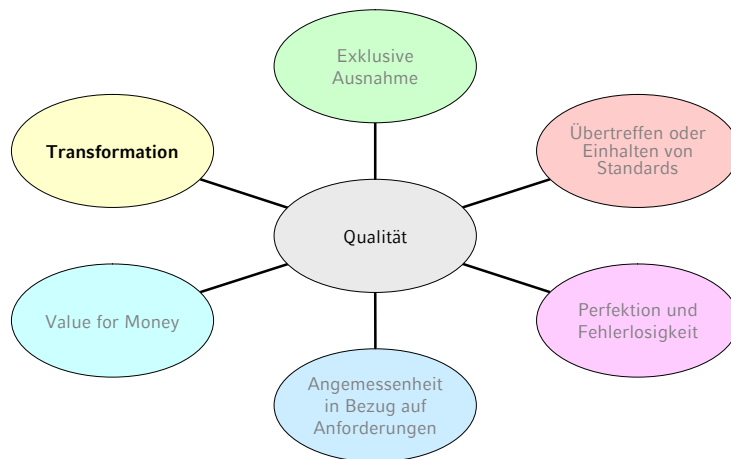 Exklusive
Ausnahme
Transformation
Übertreffen oder
Einhalten von
Standards
Qualität
Value for Money
Perfektion und
Fehlerlosigkeit
Angemessenheit
in Bezug auf
Anforderungen